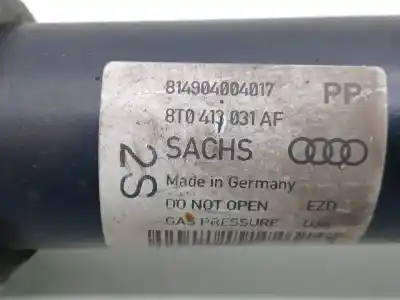 814904004017 PP
8T0 413 031 AF
2S
SACHS
Made in Germany
DO NOT OPEN EZD
GAS PRESSURE